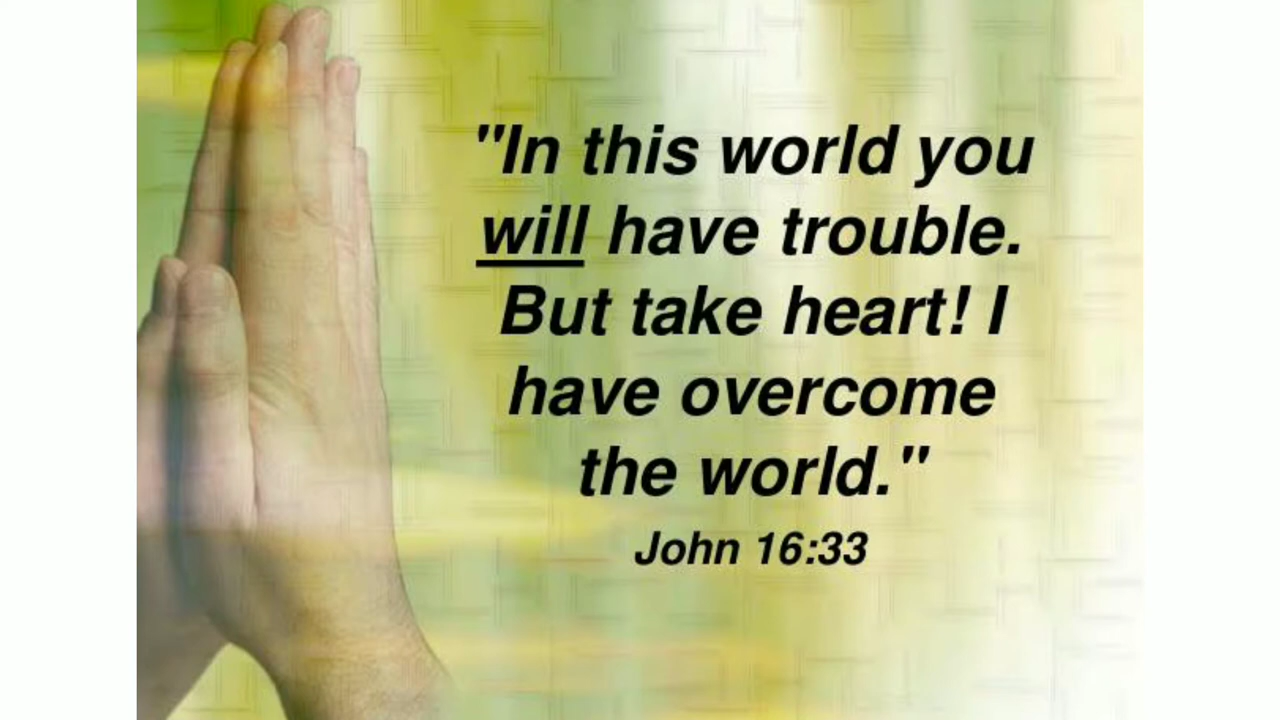 "In this world you
will have trouble.
But take heart! I
have overcome
the world."
John 16:33